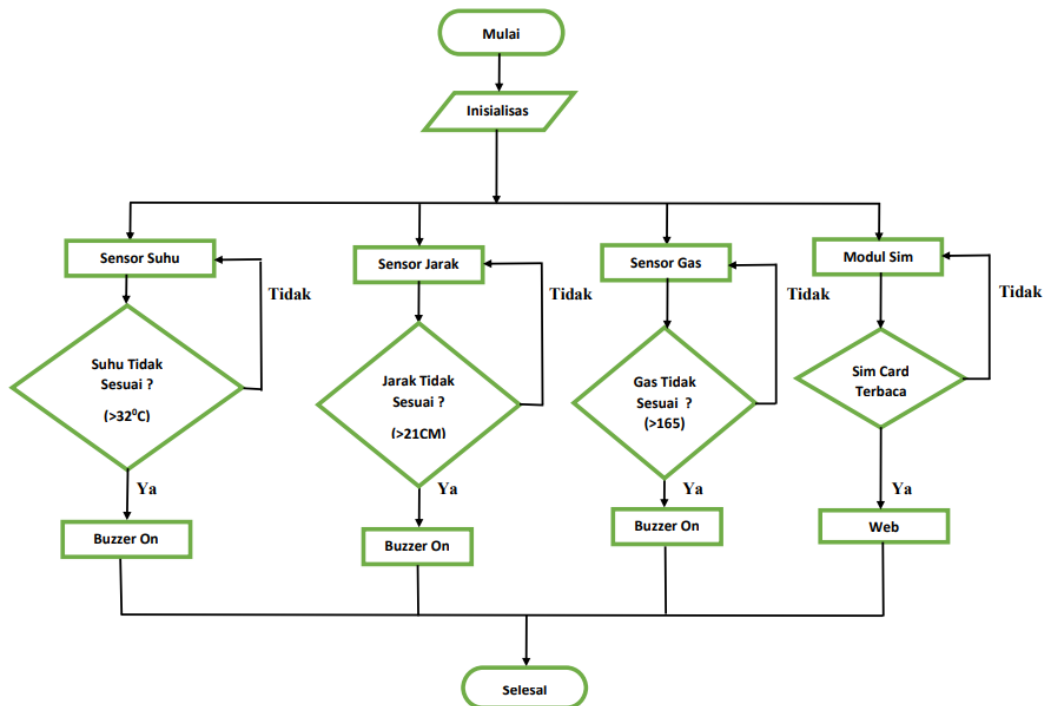 Mulai
Inisialisas
Sensor Suhu
Sensor Jarak
Sensor Gas
Modul Sim
Tidak
Tidak
Tidak
Tidak
Suhu Tidak
Sesuai ?
(>32⁰C)
Jarak Tidak
Sesuai ?
(>21CM)
Gas Tidak
Sesuai ?
(>165)
Sim Card
Terbaca
Ya
Ya
Ya
Ya
Buzzer On
Buzzer On
Buzzer On
Web
Selesai